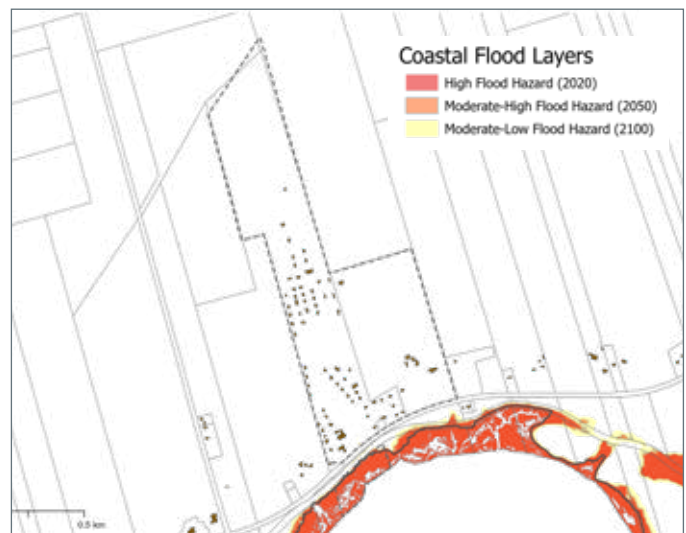 Coastal Flood Layers
High Flood Hazard (2020)
Moderate-High Flood Hazard (2050)
Moderate-Low Flood Hazard (2100)
0.5 km